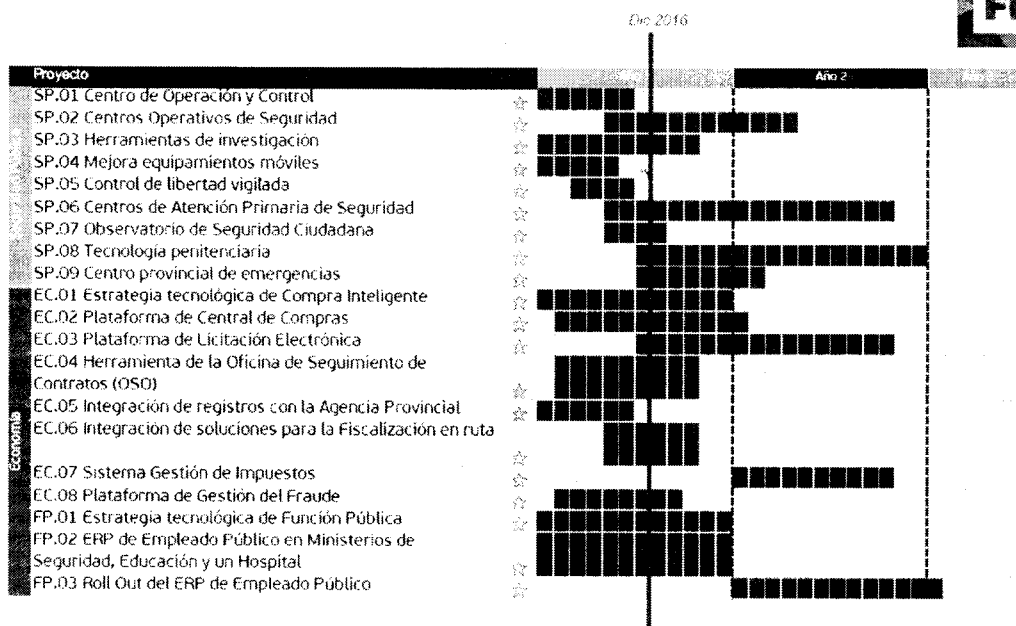 Dic 2016
Proyecto
Año 2
SP.01 Centro de Operación y Control
SP.02 Centros Operativos de Seguridad
SP.03 Herramientas de investigación
SP.04 Mejora equipamientos móviles
SP.05 Control de libertad vigilada
SP.06 Centros de Atención Primaria de Seguridad
SP.07 Observatorio de Seguridad Ciudadana
SP.08 Tecnología penitenciaria
SP.09 Centro provincial de emergencias
EC.01 Estrategia tecnológica de Compra Inteligente
EC.02 Plataforma de Central de Compras
EC.03 Plataforma de Licitación Electrónica
EC.04 Herramienta de la Oficina de Seguimiento de
Contratos (OSO)
EC.05 Integración de registros con la Agencia Provincial
EC.06 Integración de soluciones para la Fiscalización en ruta
Economía
EC.07 Sistema Gestión de Impuestos
EC.08 Plataforma de Gestión del Fraude
FP.01 Estrategia tecnológica de Función Pública
FP.02 ERP de Empleado Público en Ministerios de
Seguridad, Educación y un Hospital
FP.03 Roll Out del ERP de Empleado Público